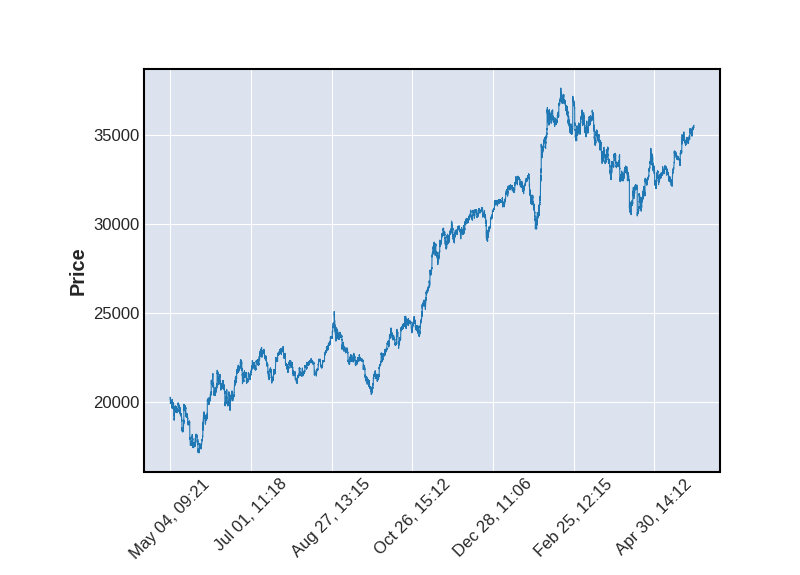 Price
35000
30000
25000
20000
May 04, 09:21
Jul 01, 11:18
Aug 27, 13:15
Oct 26, 15:12
Dec 28, 11:06
Feb 25, 12:15
Apr 30, 14:12